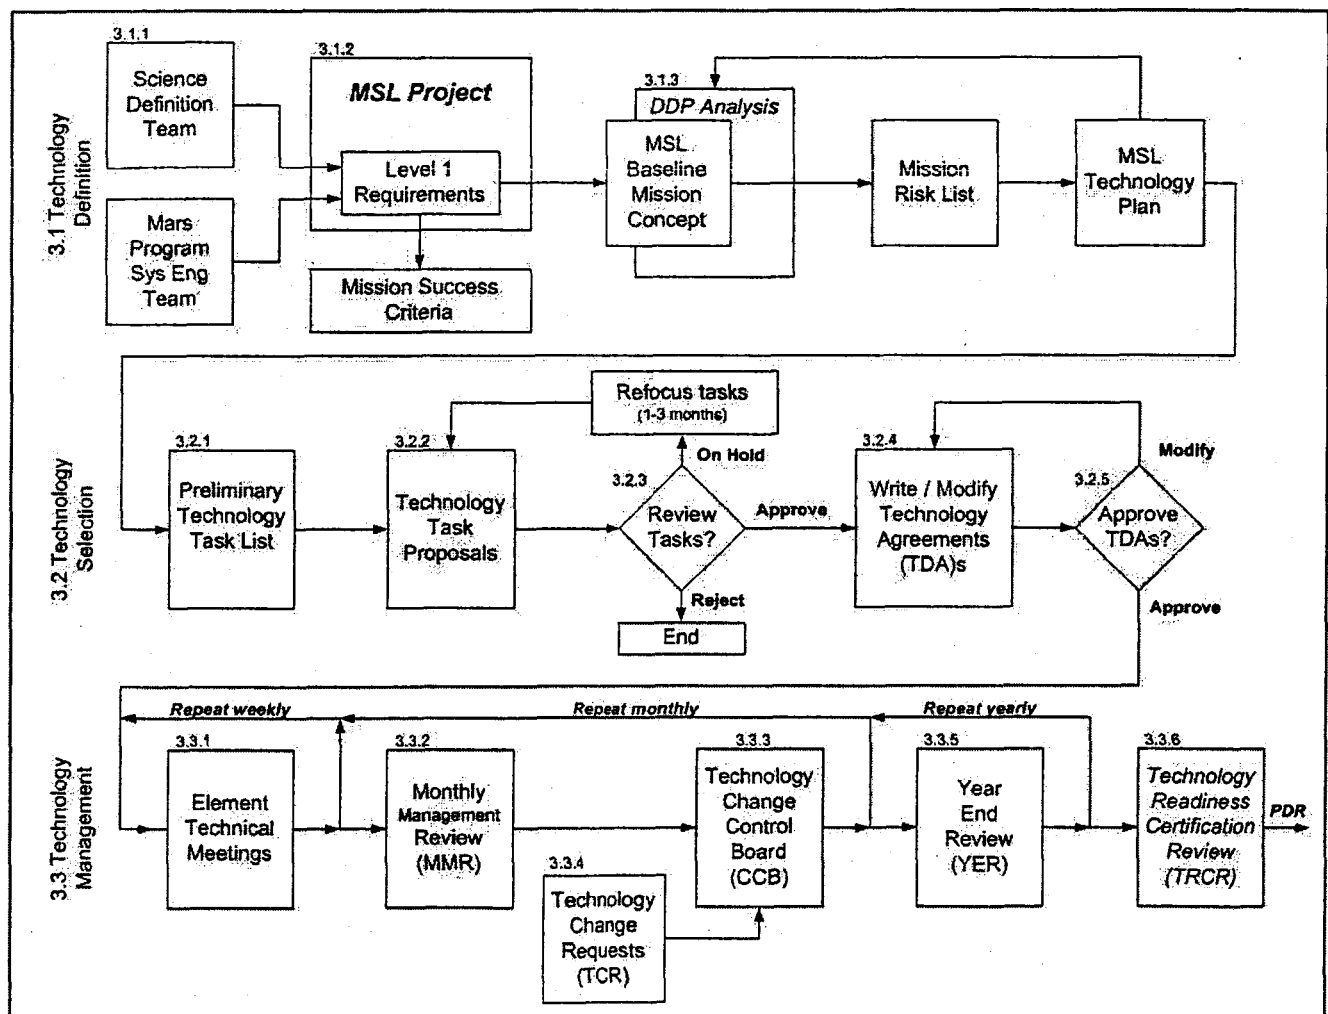 3.1 Technology
Definition
3.1.1
Science
Definition
Team
Mars
Program
Sys Eng
Team
3.1.2
MSL Project
Level 1
Requirements
Mission Success
Criteria
3.1.3
DDP Analysis
MSL
Baseline
Mission
Concept
Mission
Risk List
MSL
Technology
Plan
3.2 Technology
Selection
3.2.1
Preliminary
Technology
Task List
3.2.2
Technology
Task
Proposals
Refocus tasks
(1-3 months)
On Hold
3.2.3
Review
Tasks?
Approve
Reject
End
3.2.4
Write / Modify
Technology
Agreements
(TDA)s
Modify
3.2.5
Approve
TDAs?
Approve
3.3 Technology
Management
Repeat weekly
Repeat monthly
Repeat yearly
3.3.1
Element
Technical
Meetings
3.3.2
Monthly
Management
Review
(MMR)
3.3.3
Technology
Change
Control
Board
(CCB)
3.3.4
Technology
Change
Requests
(TCR)
3.3.5
Year
End
Review
(YER)
3.3.6
Technology
Readiness
Certification
Review
(TRCR)
PDR